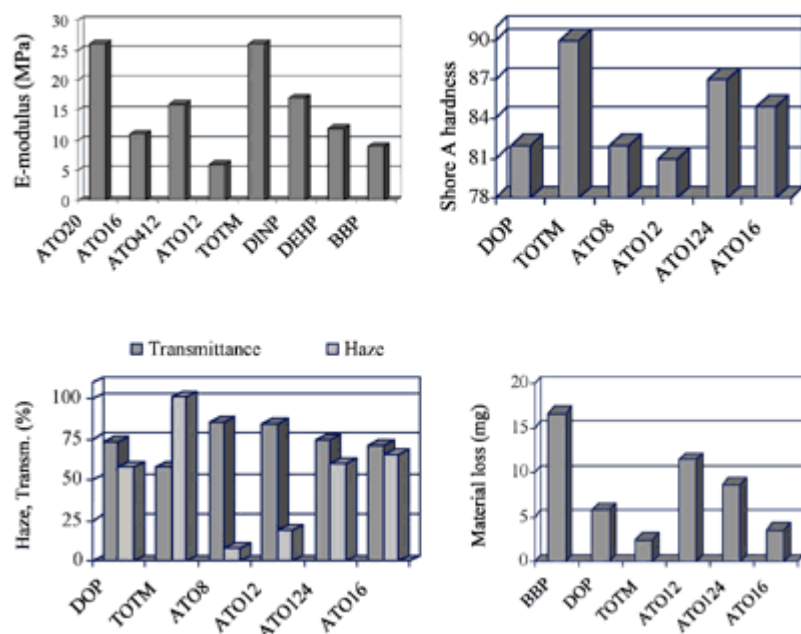 E-modulus (MPa)
30
25
20
15
10
5
0
ATO20
ATO16
ATO412
ATO12
TOTM
DINP
DEHP
BBP
Shore A hardness
90
87
84
81
78
DOP
TOTM
ATO8
ATO12
ATO124
ATO16
Transmittance Haze
Haze, Transm. (%)
100
75
50
25
0
DOP
TOTM
ATO8
ATO12
ATO124
ATO16
Material loss (mg)
20
15
10
5
0
BBP
DOP
TOTM
ATO12
ATO124
ATO16